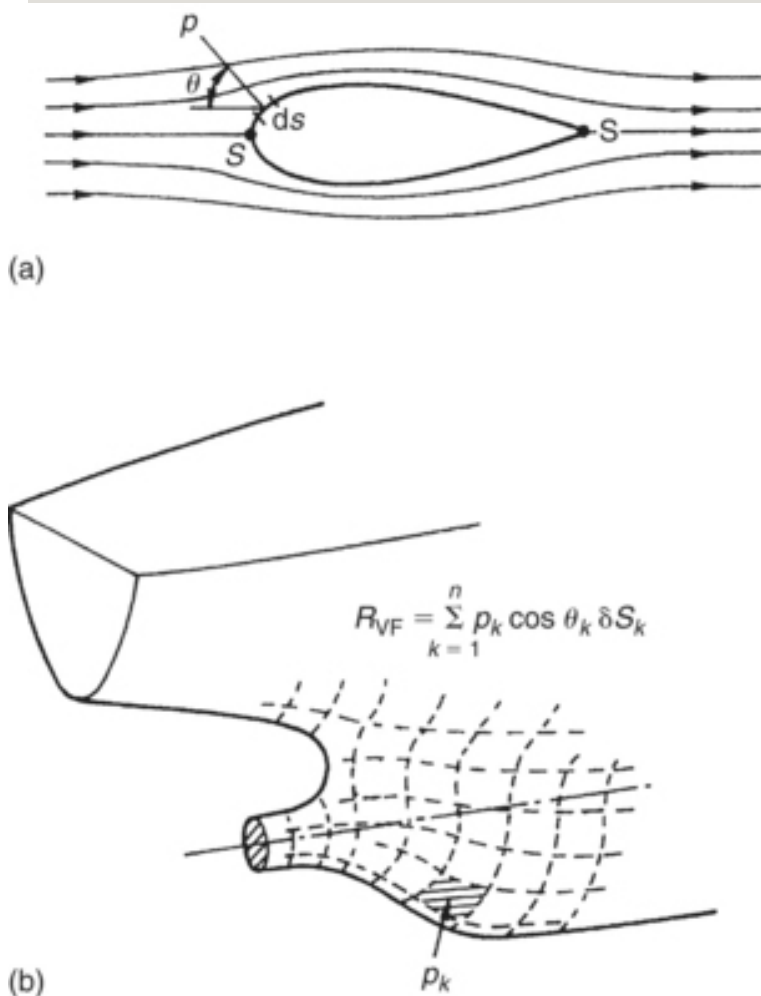 p
θ
ds
S
S
(a)
R_VF = Σ_{k = 1}^{n} p_k cos θ_k δS_k
p_k
(b)